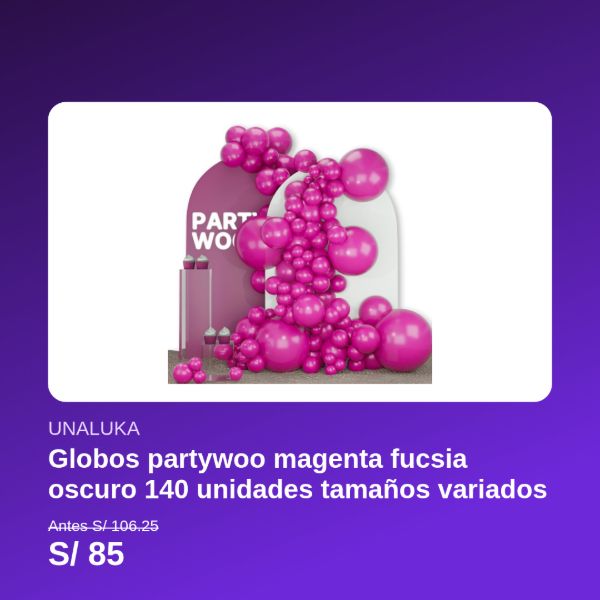 PARTY
WOO
UNALUKA
Globos partywoo magenta fucsia
oscuro 140 unidades tamaños variados
Antes S/ 106.25
S/ 85